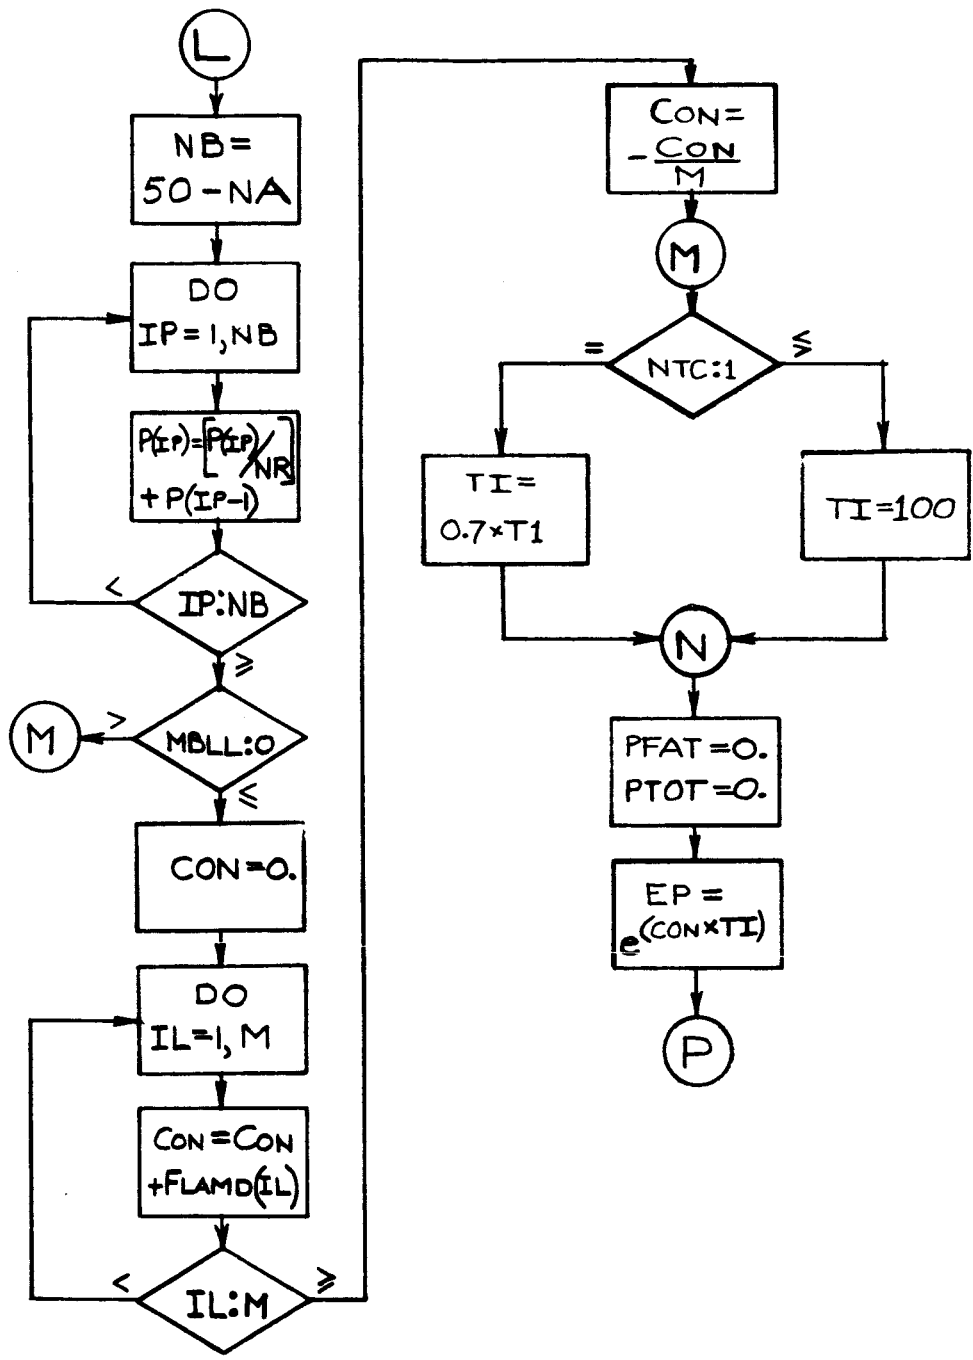 L
NB=
50-NA
DO
IP=1,NB
P(IP)=[P(IP)/NR]
+P(IP-1)
<
IP:NB
≥
M
>
MBLL:0
≤
CON=0.
DO
IL=1,M
CON=CON
+FLAMD(IL)
<
IL:M
≥
CON=
-CON/M
M
=
NTC:1
≶
TI=
0.7×T1
TI=100
N
PFAT=0.
PTOT=0.
EP=
e(CON×TI)
P